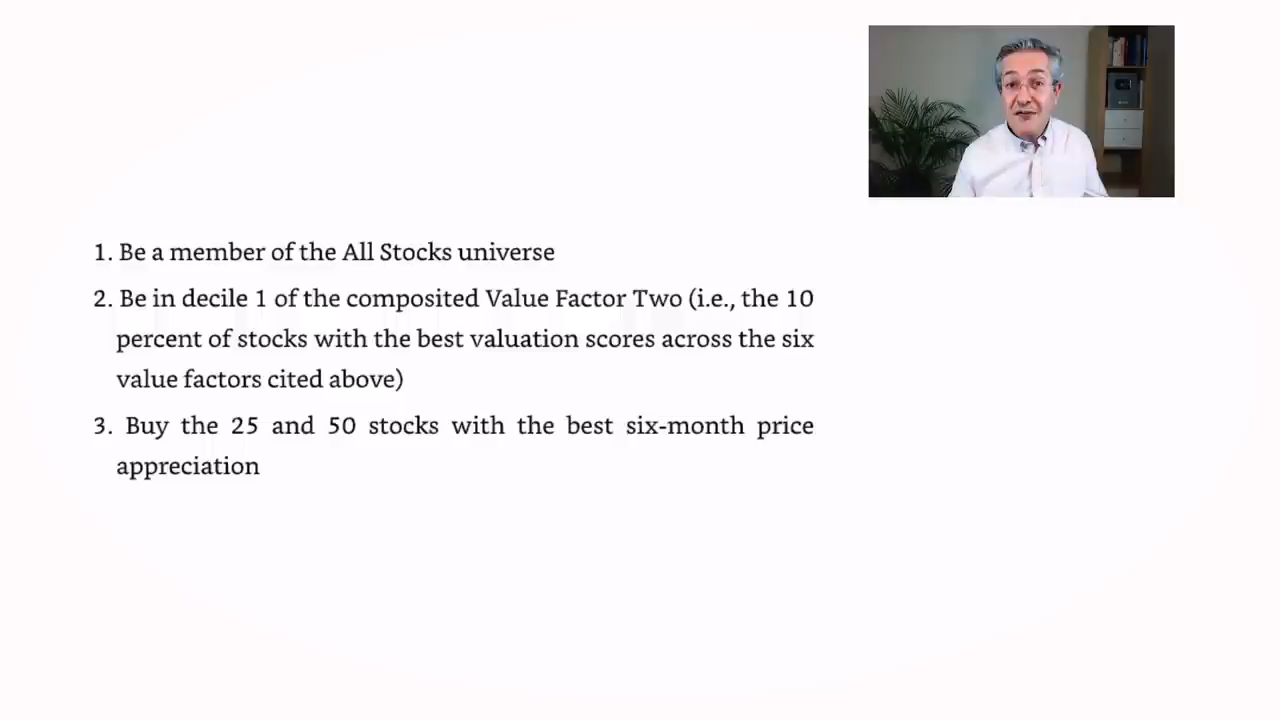 1. Be a member of the All Stocks universe
2. Be in decile 1 of the composited Value Factor Two (i.e., the 10
percent of stocks with the best valuation scores across the six
value factors cited above)
3. Buy the 25 and 50 stocks with the best six-month price
appreciation